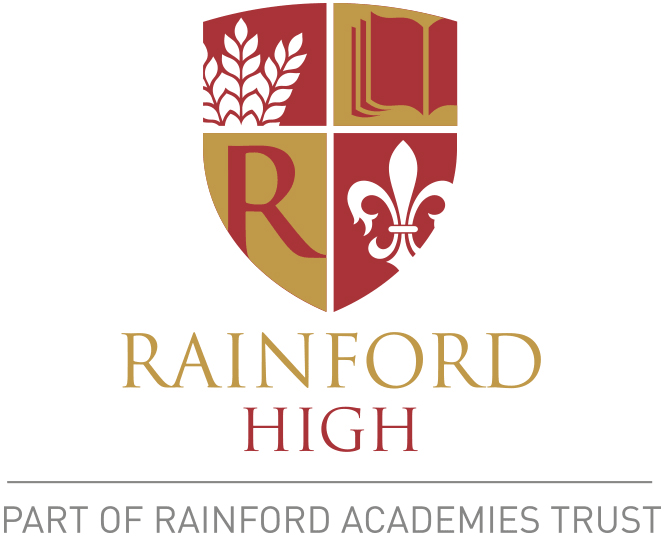 R
RAINFORD
HIGH
PART OF RAINFORD ACADEMIES TRUST